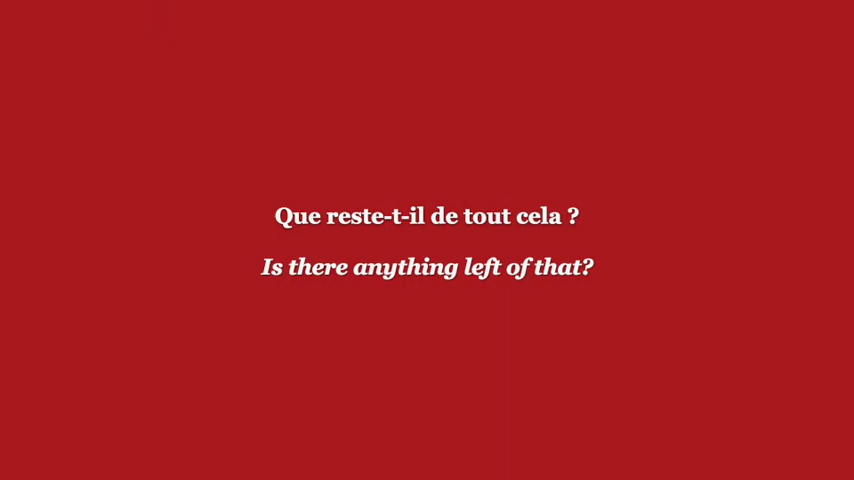 Que reste-t-il de tout cela ?
Is there anything left of that?